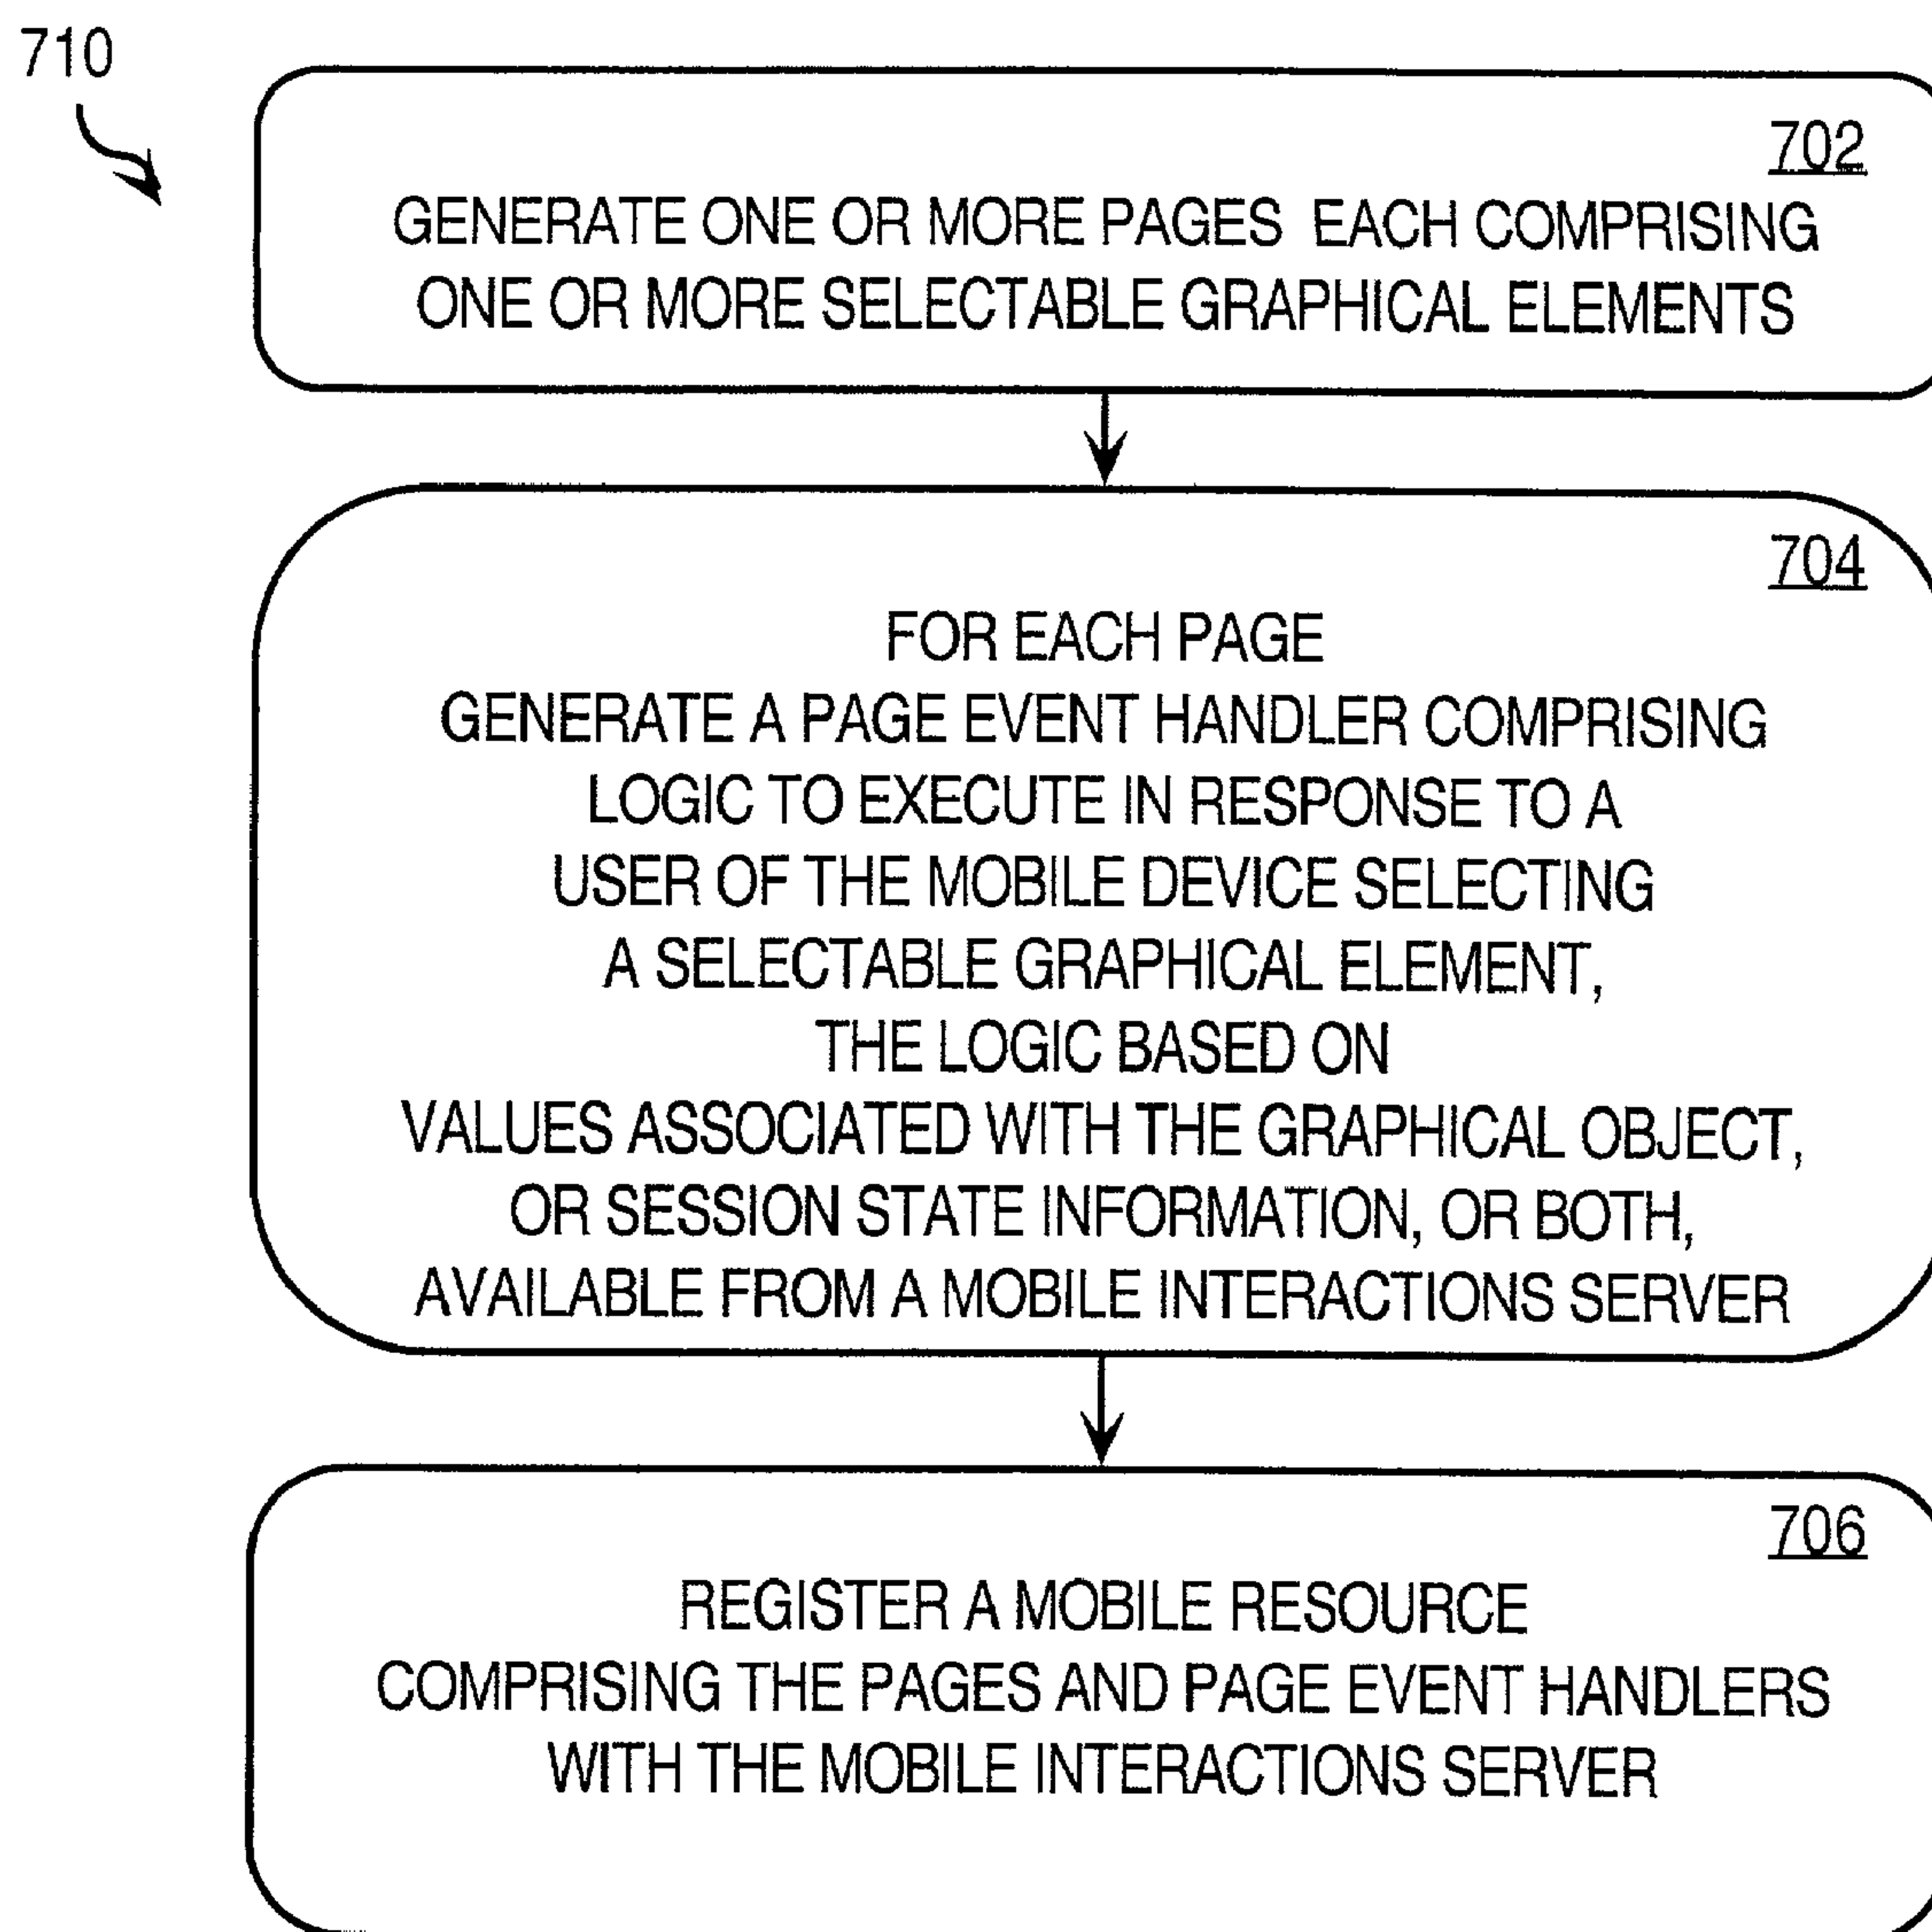 710
702
GENERATE ONE OR MORE PAGES EACH COMPRISING
ONE OR MORE SELECTABLE GRAPHICAL ELEMENTS
704
FOR EACH PAGE
GENERATE A PAGE EVENT HANDLER COMPRISING
LOGIC TO EXECUTE IN RESPONSE TO A
USER OF THE MOBILE DEVICE SELECTING
A SELECTABLE GRAPHICAL ELEMENT,
THE LOGIC BASED ON
VALUES ASSOCIATED WITH THE GRAPHICAL OBJECT,
OR SESSION STATE INFORMATION, OR BOTH,
AVAILABLE FROM A MOBILE INTERACTIONS SERVER
706
REGISTER A MOBILE RESOURCE
COMPRISING THE PAGES AND PAGE EVENT HANDLERS
WITH THE MOBILE INTERACTIONS SERVER